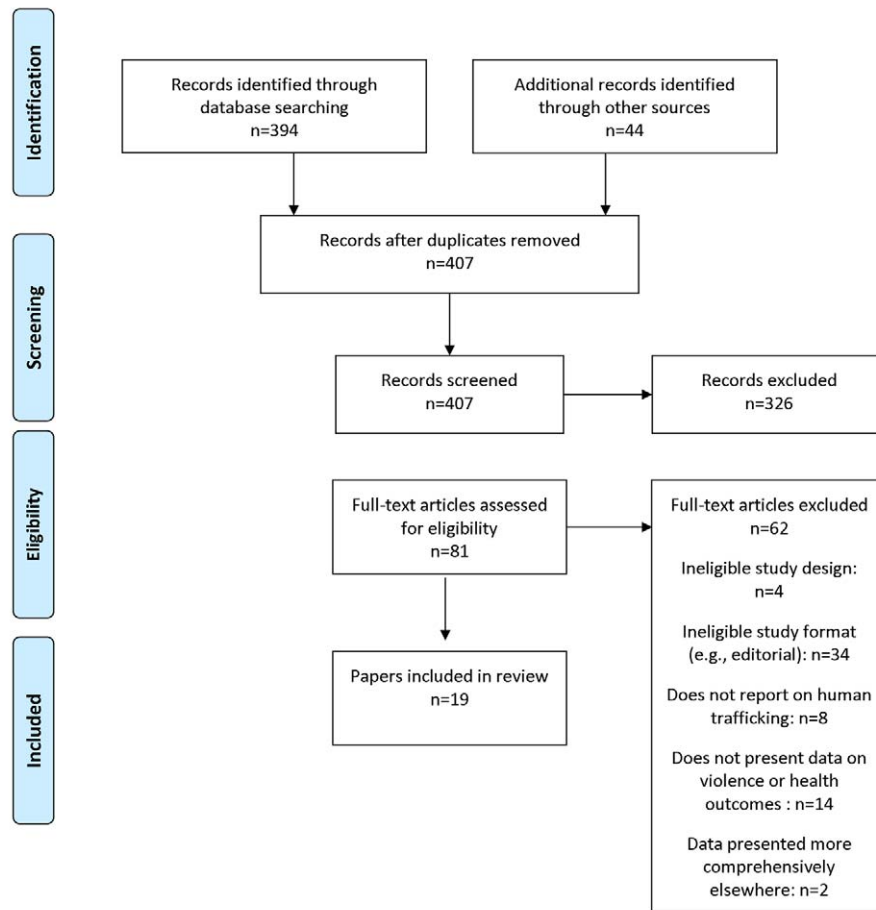 Identification
Records identified through
database searching
n=394
Additional records identified
through other sources
n=44
Records after duplicates removed
n=407
Screening
Records screened
n=407
Records excluded
n=326
Eligibility
Full-text articles assessed
for eligibility
n=81
Full-text articles excluded
n=62
Ineligible study design:
n=4
Ineligible study format
(e.g., editorial): n=34
Does not report on human
trafficking: n=8
Does not present data on
violence or health
outcomes : n=14
Data presented more
comprehensively
elsewhere: n=2
Included
Papers included in review
n=19